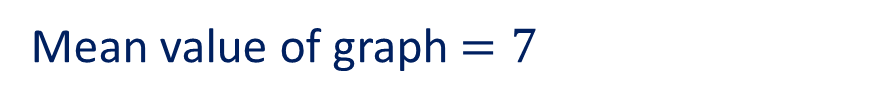 Mean value of graph = 7